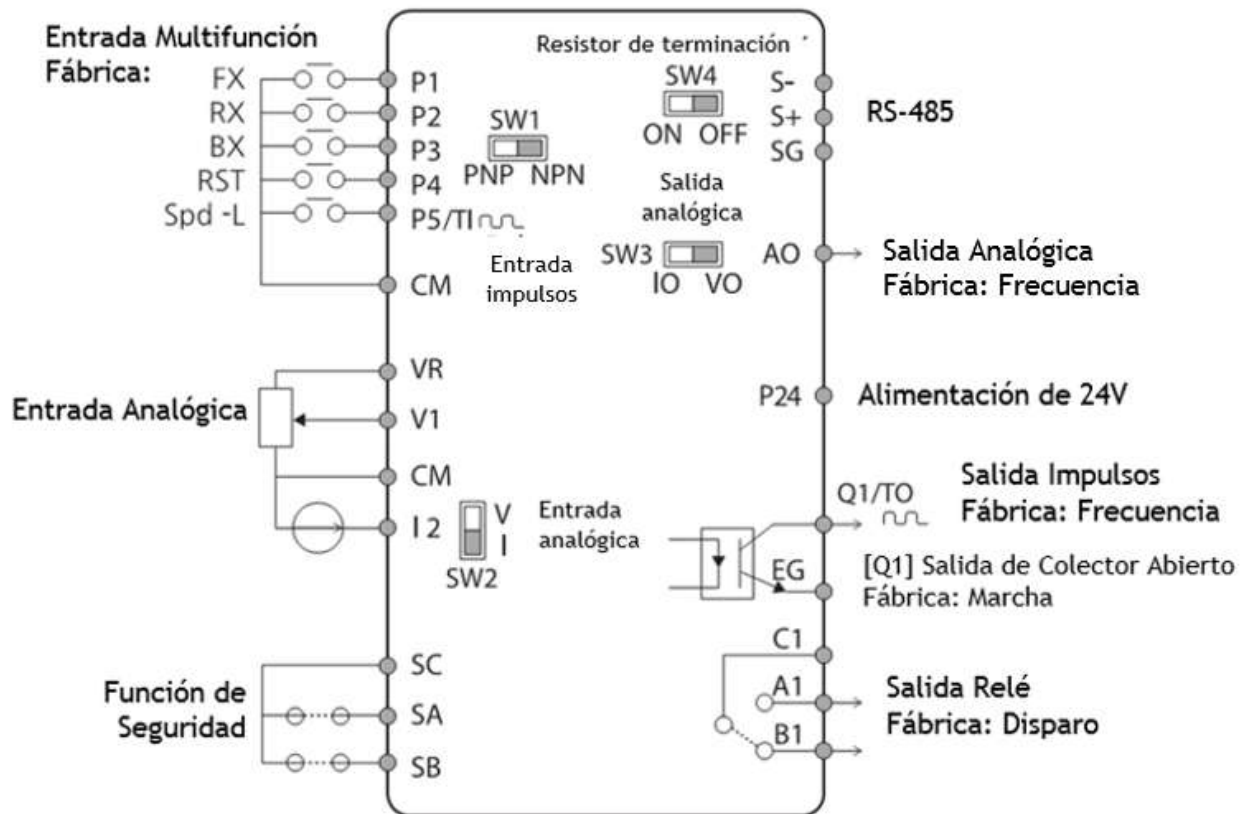 Entrada Multifunción
Fábrica:
FX
RX
BX
RST
Spd -L
P1
P2
P3
P4
P5/TI
CM
SW1
PNP NPN
Entrada
impulsos
Resistor de terminación
SW4
ON OFF
S-
S+
SG
RS-485
Salida
analógica
SW3
IO VO
AO
Salida Analógica
Fábrica: Frecuencia
Entrada Analógica
VR
V1
CM
I2
V
I
SW2
Entrada
analógica
P24
Alimentación de 24V
Q1/TO
Salida Impulsos
Fábrica: Frecuencia
EG
[Q1] Salida de Colector Abierto
Fábrica: Marcha
Función de
Seguridad
SC
SA
SB
C1
A1
B1
Salida Relé
Fábrica: Disparo